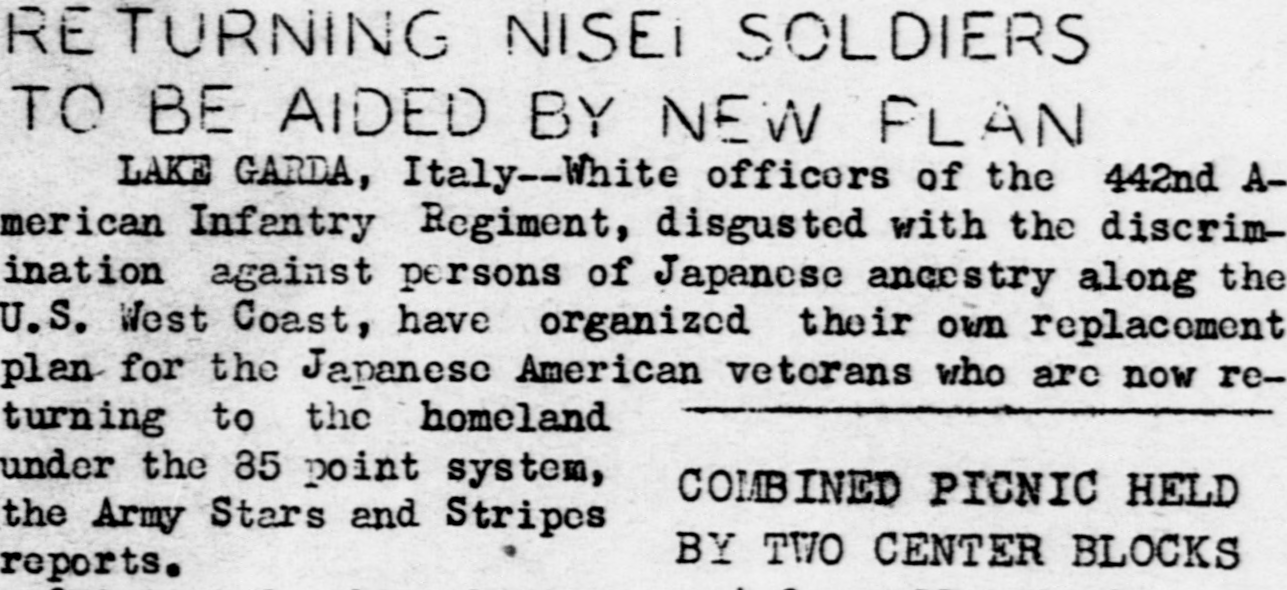 RETURNING NISEI SOLDIERS
TO BE AIDED BY NEW PLAN
LAKE GARDA, Italy--White officers of the 442nd A-
merican Infantry Regiment, disgusted with the discrim-
ination against persons of Japanese ancestry along the
U.S. West Coast, have organized their own replacement
plan for the Japanese American veterans who are now re-
turning to the homeland
under the 85 point system,
the Army Stars and Stripes
reports.
COMBINED PICNIC HELD
BY TWO CENTER BLOCKS